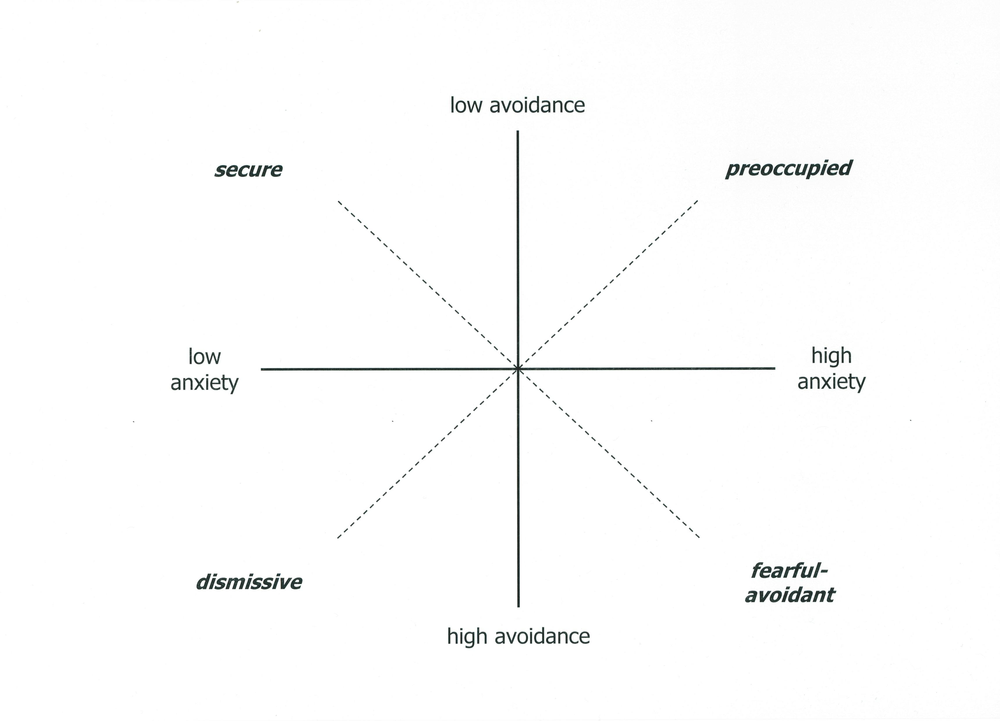 low avoidance
secure
preoccupied
low
anxiety
high
anxiety
dismissive
fearful-
avoidant
high avoidance